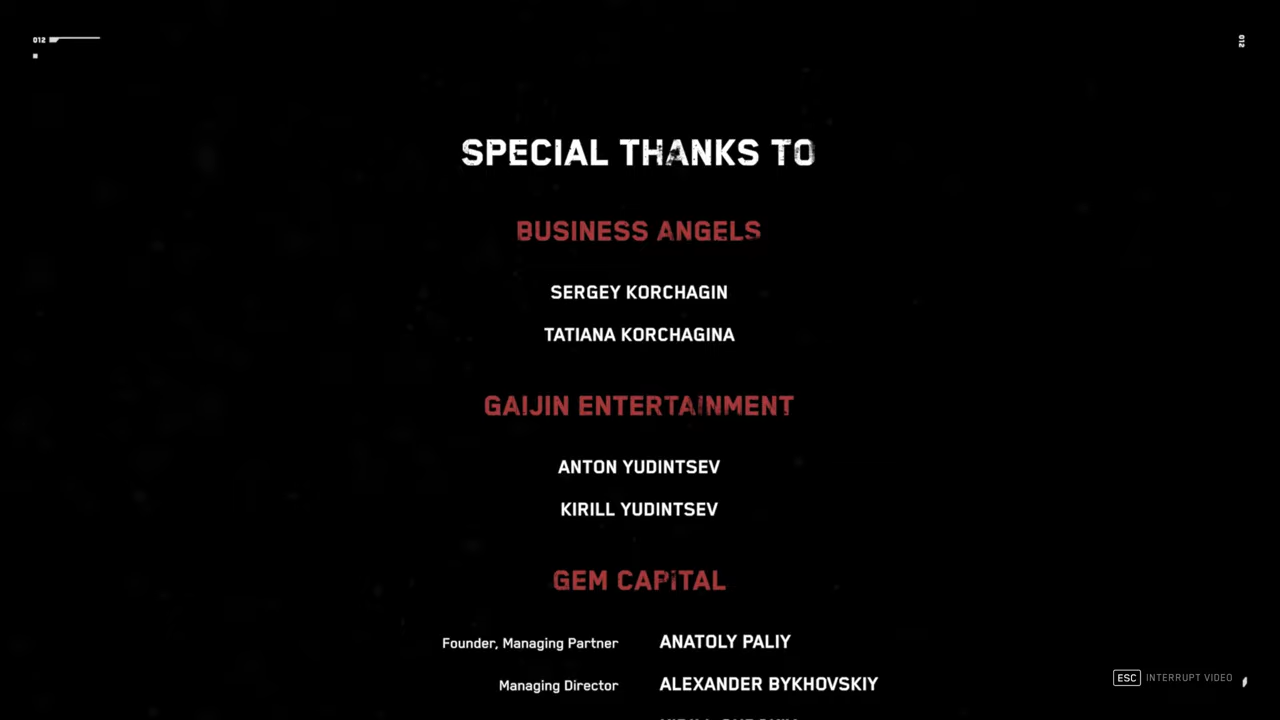 012
012
SPECIAL THANKS TO
BUSINESS ANGELS
SERGEY KORCHAGIN
TATIANA KORCHAGINA
GAIJIN ENTERTAINMENT
ANTON YUDINTSEV
KIRILL YUDINTSEV
GEM CAPITAL
Founder, Managing Partner ANATOLY PALIY
Managing Director ALEXANDER BYKHOVSKIY
ESC INTERRUPT VIDEO